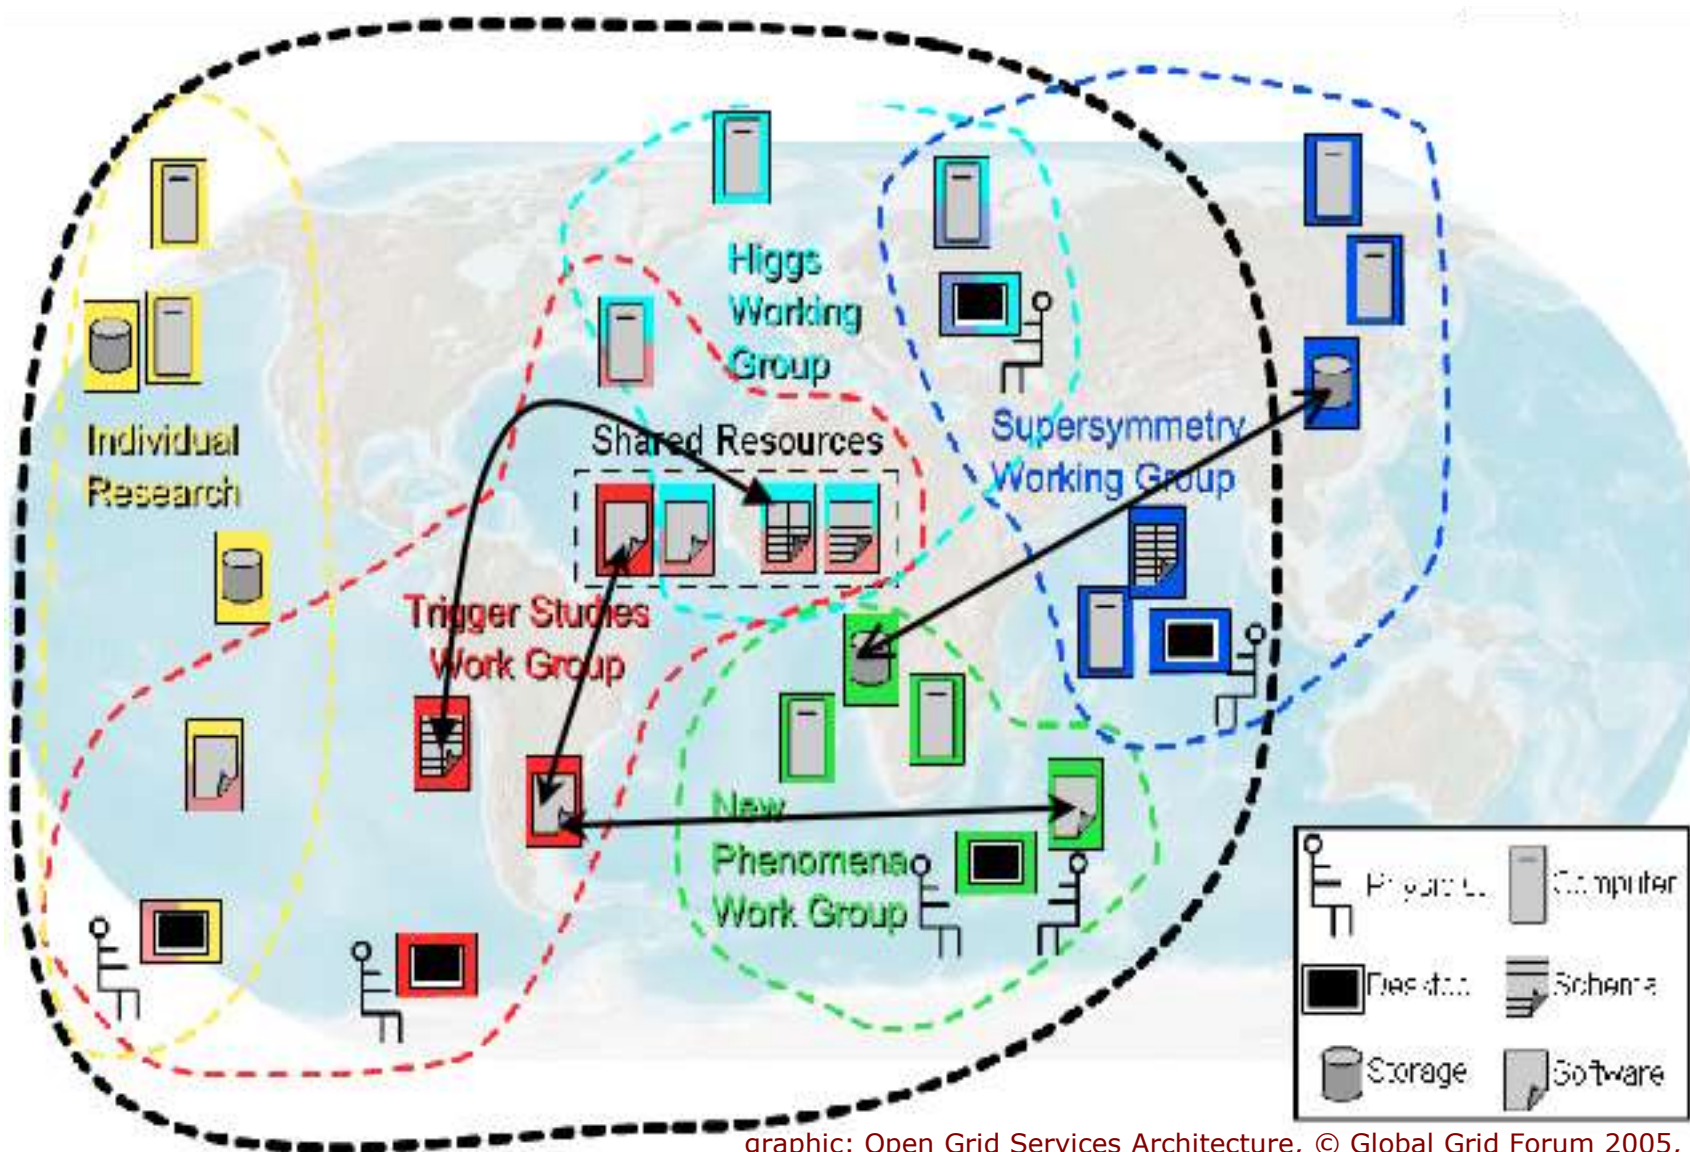 Higgs
Working
Group
Individual
Research
Shared Resources
Supersymmetry
Working Group
Trigger Studies
Work Group
New
Phenomena
Work Group
Computer
Storage
Software
graphic: Open Grid Services Architecture, © Global Grid Forum 2005,